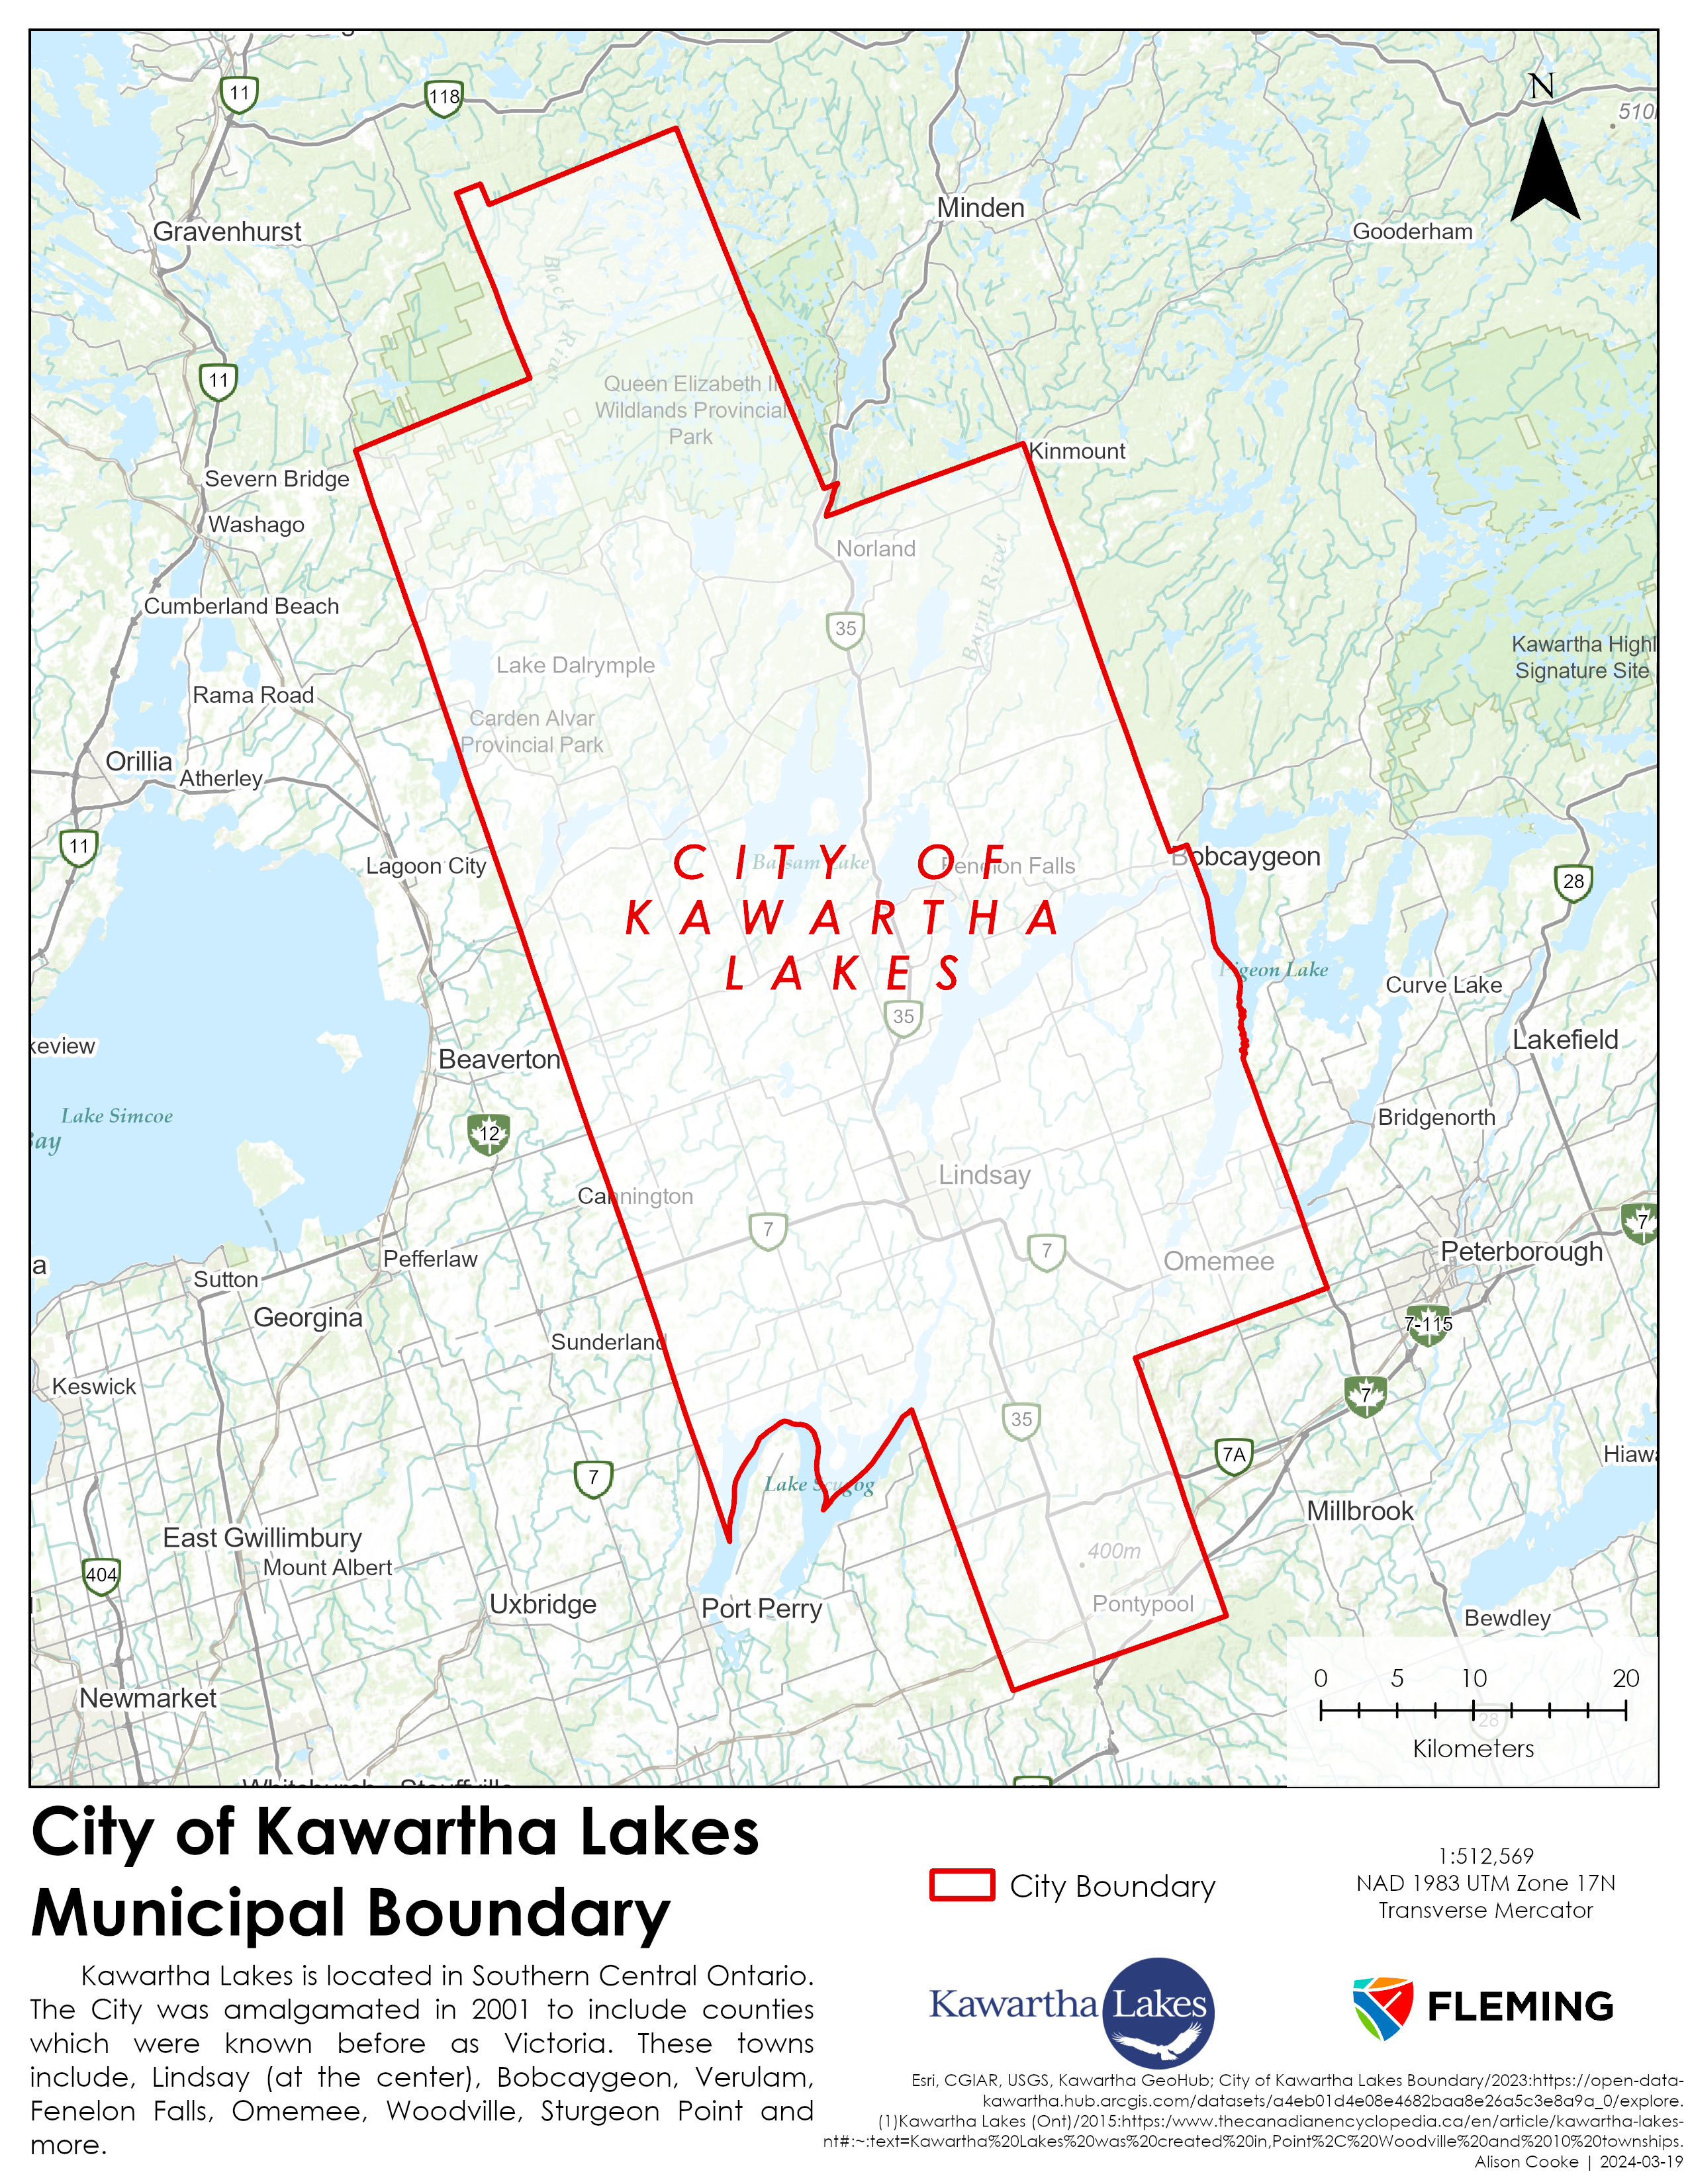 11
118
N
510
Gravenhurst
Minden
Gooderham
Black River
11
Queen Elizabeth II
Wildlands Provincial
Park
Kinmount
Severn Bridge
Washago
Norland
Burnt River
Cumberland Beach
35
Kawartha Highl
Signature Site
Lake Dalrymple
Rama Road
Carden Alvar
Provincial Park
Orillia
Atherley
11
Lagoon City
Balsam Lake
Fenelon Falls
Bobcaygeon
28
CITY OF
KAWARTHA
LAKES
Pigeon Lake
Curve Lake
35
Lakefield
keview
Beaverton
Lake Simcoe
Bay
12
Bridgenorth
Lindsay
Cannington
7
7
7
Omemee
Peterborough
a
Pefferlaw
Sutton
Georgina
7-115
Sunderland
Keswick
7
35
7A
Hiaw
7
Lake Scugog
Millbrook
East Gwillimbury
Mount Albert
404
400m
Uxbridge
Port Perry
Pontypool
Bewdley
Newmarket
0 5 10 20
28
Kilometers
Whitchurch - Stouffville
City of Kawartha Lakes
Municipal Boundary
Kawartha Lakes is located in Southern Central Ontario.
The City was amalgamated in 2001 to include counties
which were known before as Victoria. These towns
include, Lindsay (at the center), Bobcaygeon, Verulam,
Fenelon Falls, Omemee, Woodville, Sturgeon Point and
more.
City Boundary
1:512,569
NAD 1983 UTM Zone 17N
Transverse Mercator
Kawartha Lakes
FLEMING
Esri, CGIAR, USGS, Kawartha GeoHub; City of Kawartha Lakes Boundary/2023:https://open-data-
kawartha.hub.arcgis.com/datasets/a4eb01d4e08e4682baa8e26a5c3e8a9a_0/explore.
(1)Kawartha Lakes (Ont)/2015:https:/www.thecanadianencyclopedia.ca/en/article/kawartha-lakes-
nt#:~:text=Kawartha%20Lakes%20was%20created%20in,Point%2C%20Woodville%20and%2010%20townships.
Alison Cooke | 2024-03-19